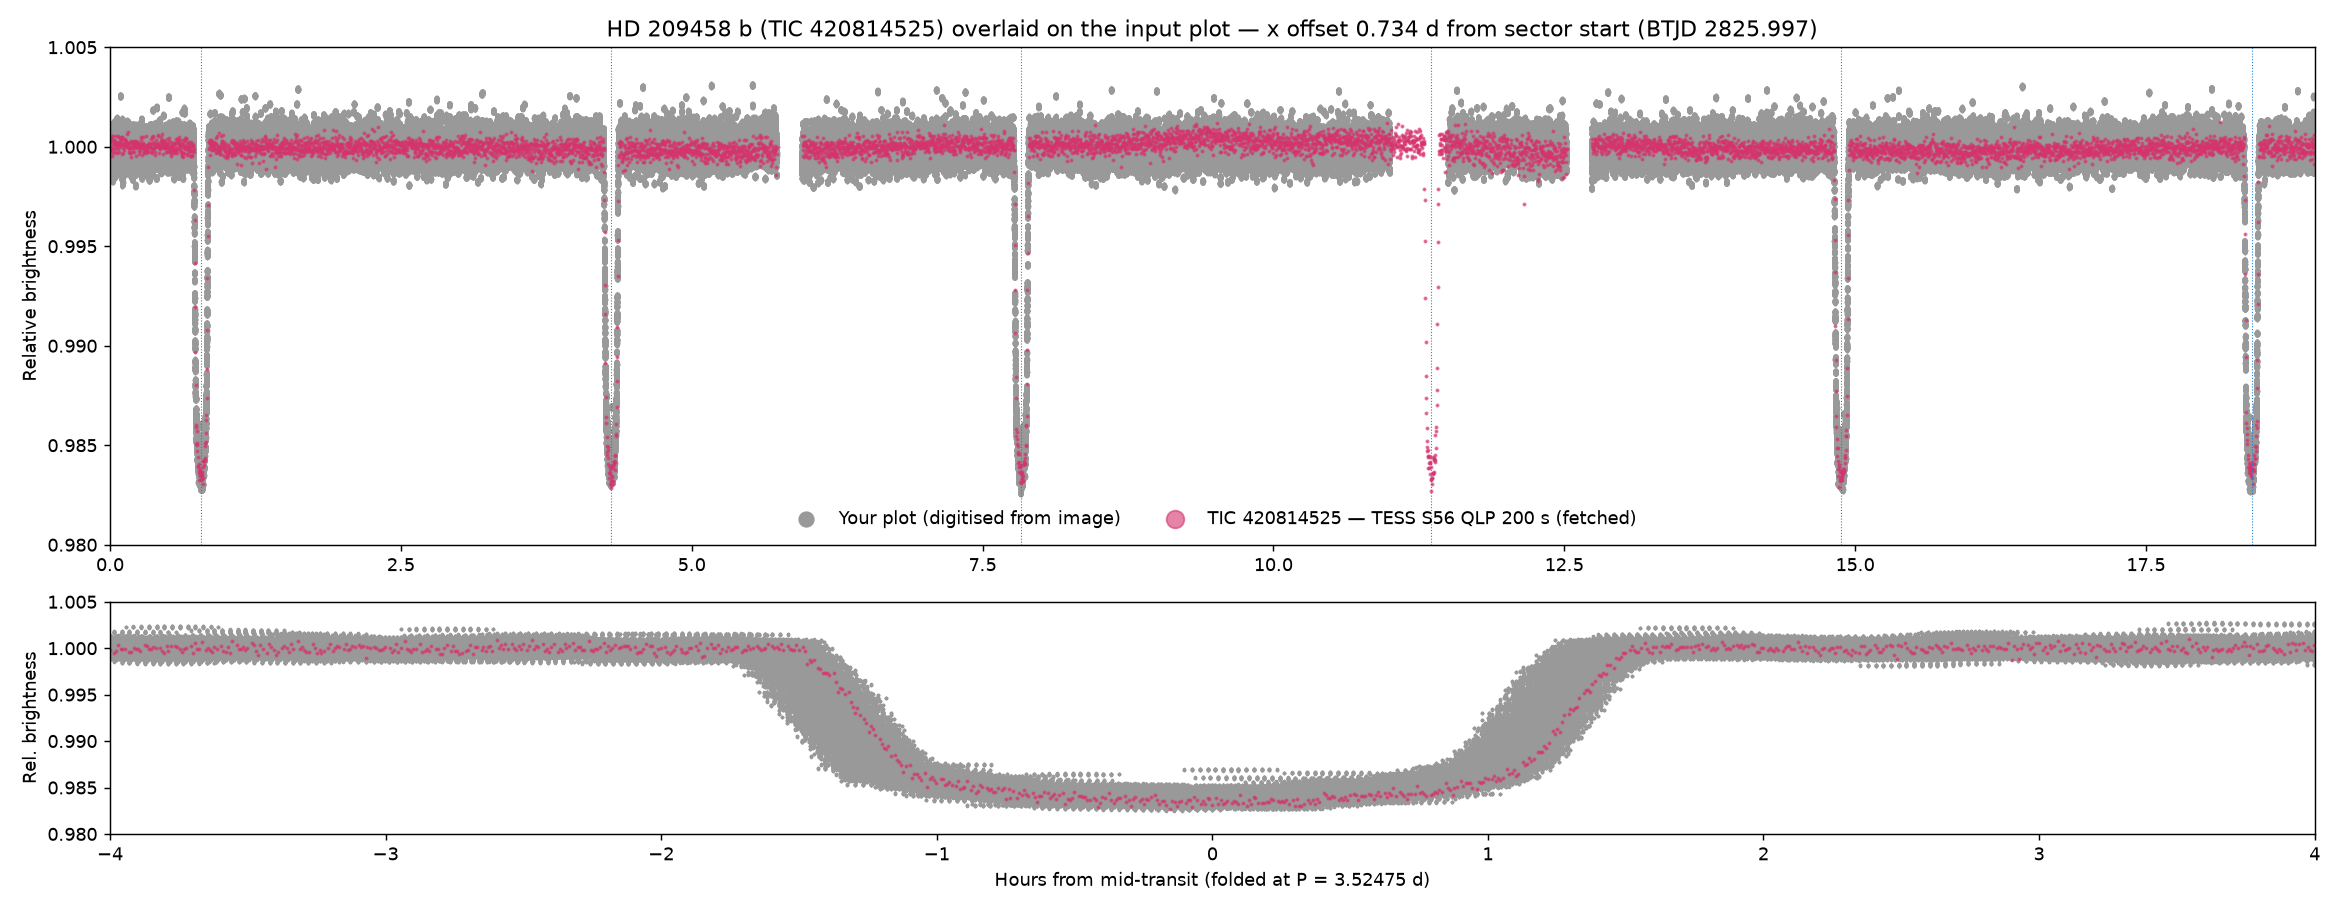 HD 209458 b (TIC 420814525) overlaid on the input plot — x offset 0.734 d from sector start (BTJD 2825.997)
1.005
1.000
0.995
0.990
0.985
0.980
Relative brightness
Your plot (digitised from image)
TIC 420814525 — TESS S56 QLP 200 s (fetched)
0.0 2.5 5.0 7.5 10.0 12.5 15.0 17.5
1.005
1.000
0.995
0.990
0.985
0.980
Rel. brightness
−4 −3 −2 −1 0 1 2 3 4
Hours from mid-transit (folded at P = 3.52475 d)